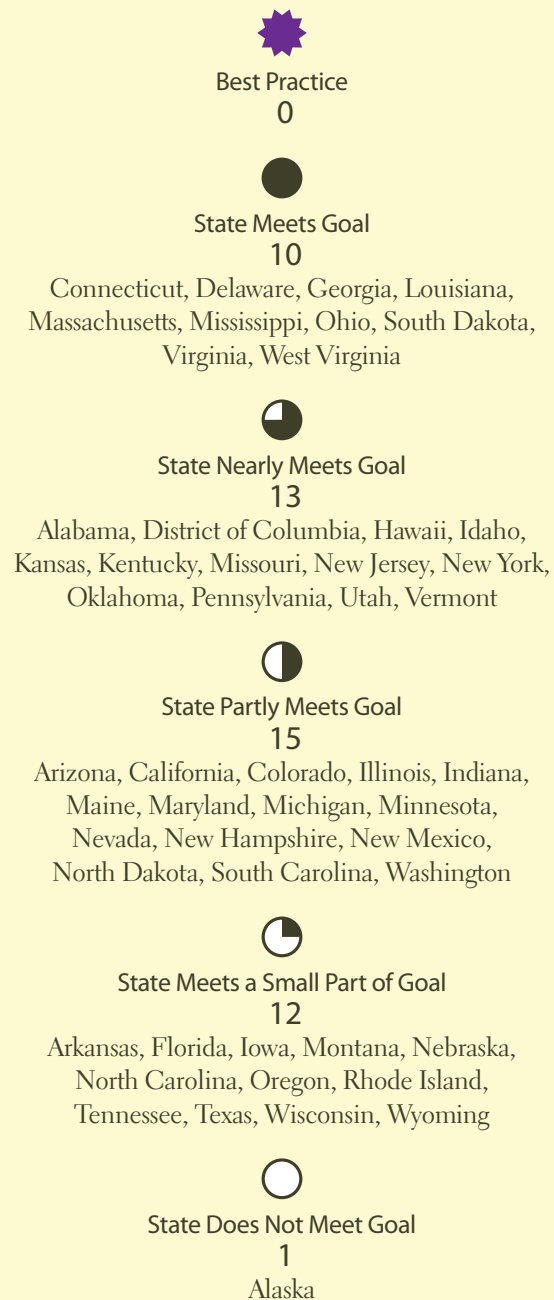 Best Practice
0
State Meets Goal
10
Connecticut, Delaware, Georgia, Louisiana,
Massachusetts, Mississippi, Ohio, South Dakota,
Virginia, West Virginia
State Nearly Meets Goal
13
Alabama, District of Columbia, Hawaii, Idaho,
Kansas, Kentucky, Missouri, New Jersey, New York,
Oklahoma, Pennsylvania, Utah, Vermont
State Partly Meets Goal
15
Arizona, California, Colorado, Illinois, Indiana,
Maine, Maryland, Michigan, Minnesota,
Nevada, New Hampshire, New Mexico,
North Dakota, South Carolina, Washington
State Meets a Small Part of Goal
12
Arkansas, Florida, Iowa, Montana, Nebraska,
North Carolina, Oregon, Rhode Island,
Tennessee, Texas, Wisconsin, Wyoming
State Does Not Meet Goal
1
Alaska